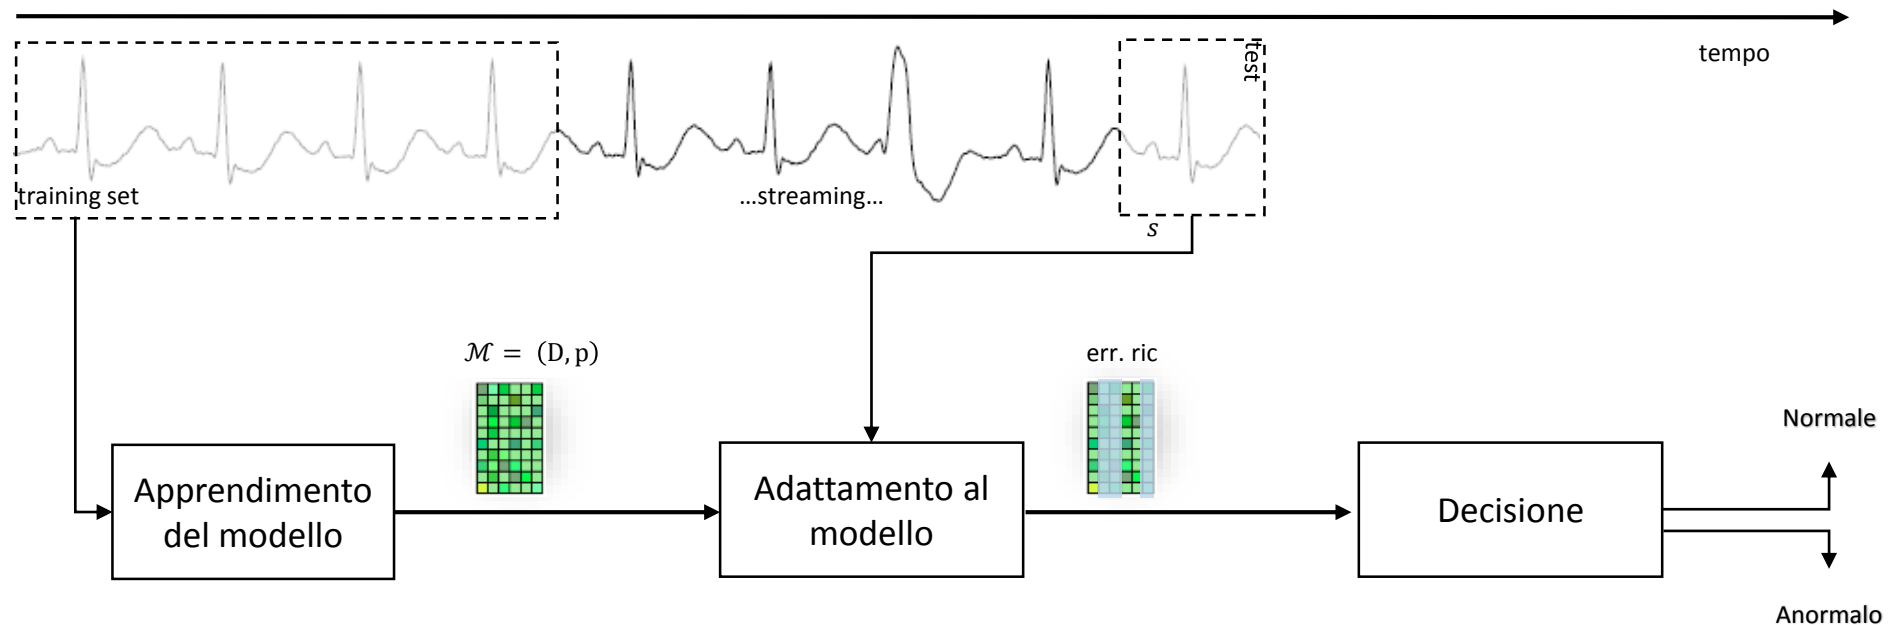 tempo
test
training set
...streaming...
s
ℳ = (D, p)
err. ric
Normale
Apprendimento
del modello
Adattamento al
modello
Decisione
Anormalo